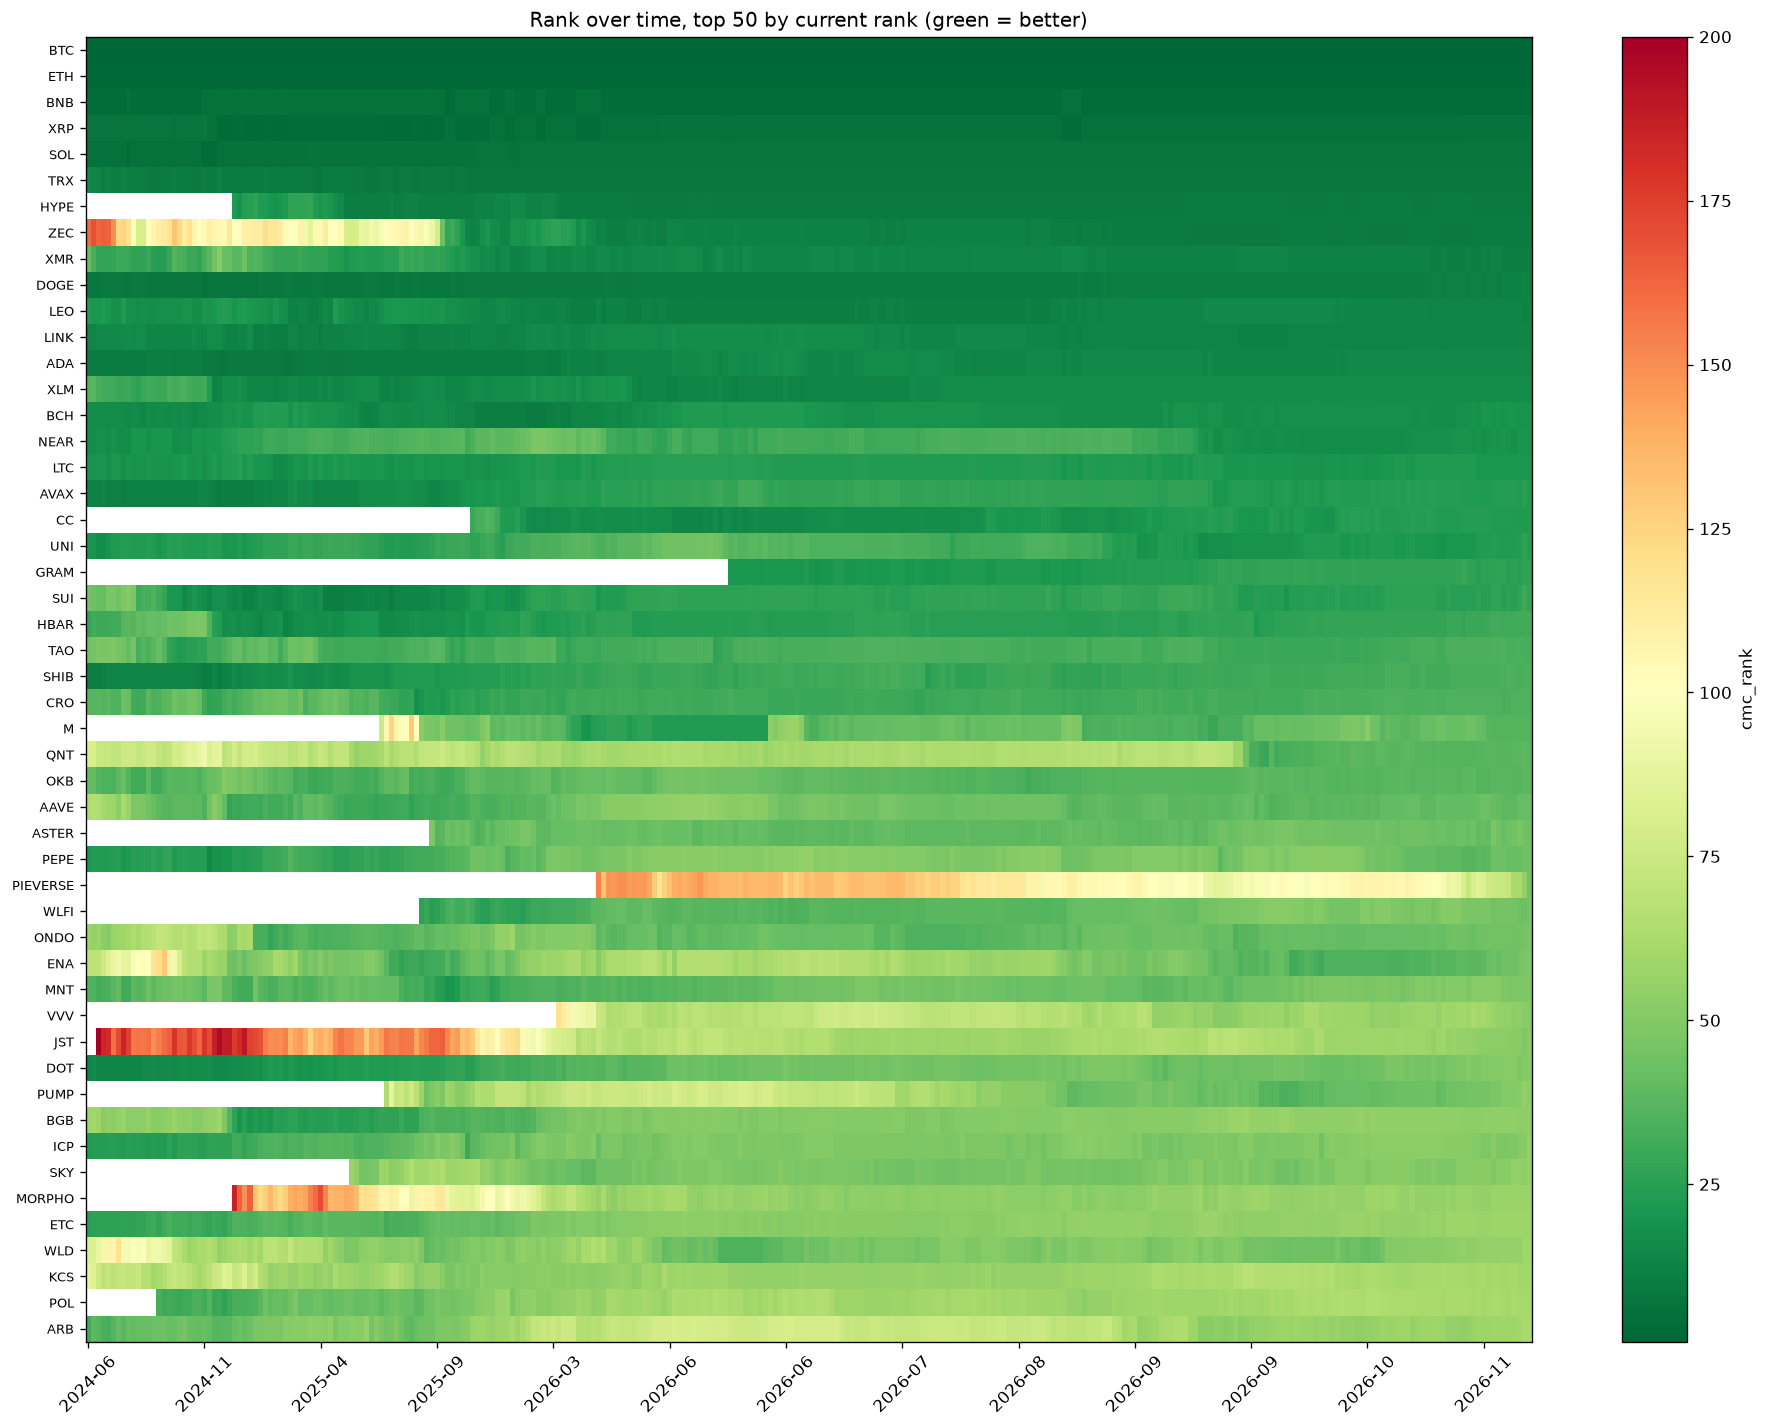 Rank over time, top 50 by current rank (green = better)
BTC
ETH
BNB
XRP
SOL
TRX
HYPE
ZEC
XMR
DOGE
LEO
LINK
ADA
XLM
BCH
NEAR
LTC
AVAX
CC
UNI
GRAM
SUI
HBAR
TAO
SHIB
CRO
M
QNT
OKB
AAVE
ASTER
PEPE
PIEVERSE
WLFI
ONDO
ENA
MNT
VVV
JST
DOT
PUMP
BGB
ICP
SKY
MORPHO
ETC
WLD
KCS
POL
ARB
2024-06
2024-11
2025-04
2025-09
2026-03
2026-06
2026-06
2026-07
2026-08
2026-09
2026-09
2026-10
2026-11
200
175
150
125
100
75
50
25
cmc_rank